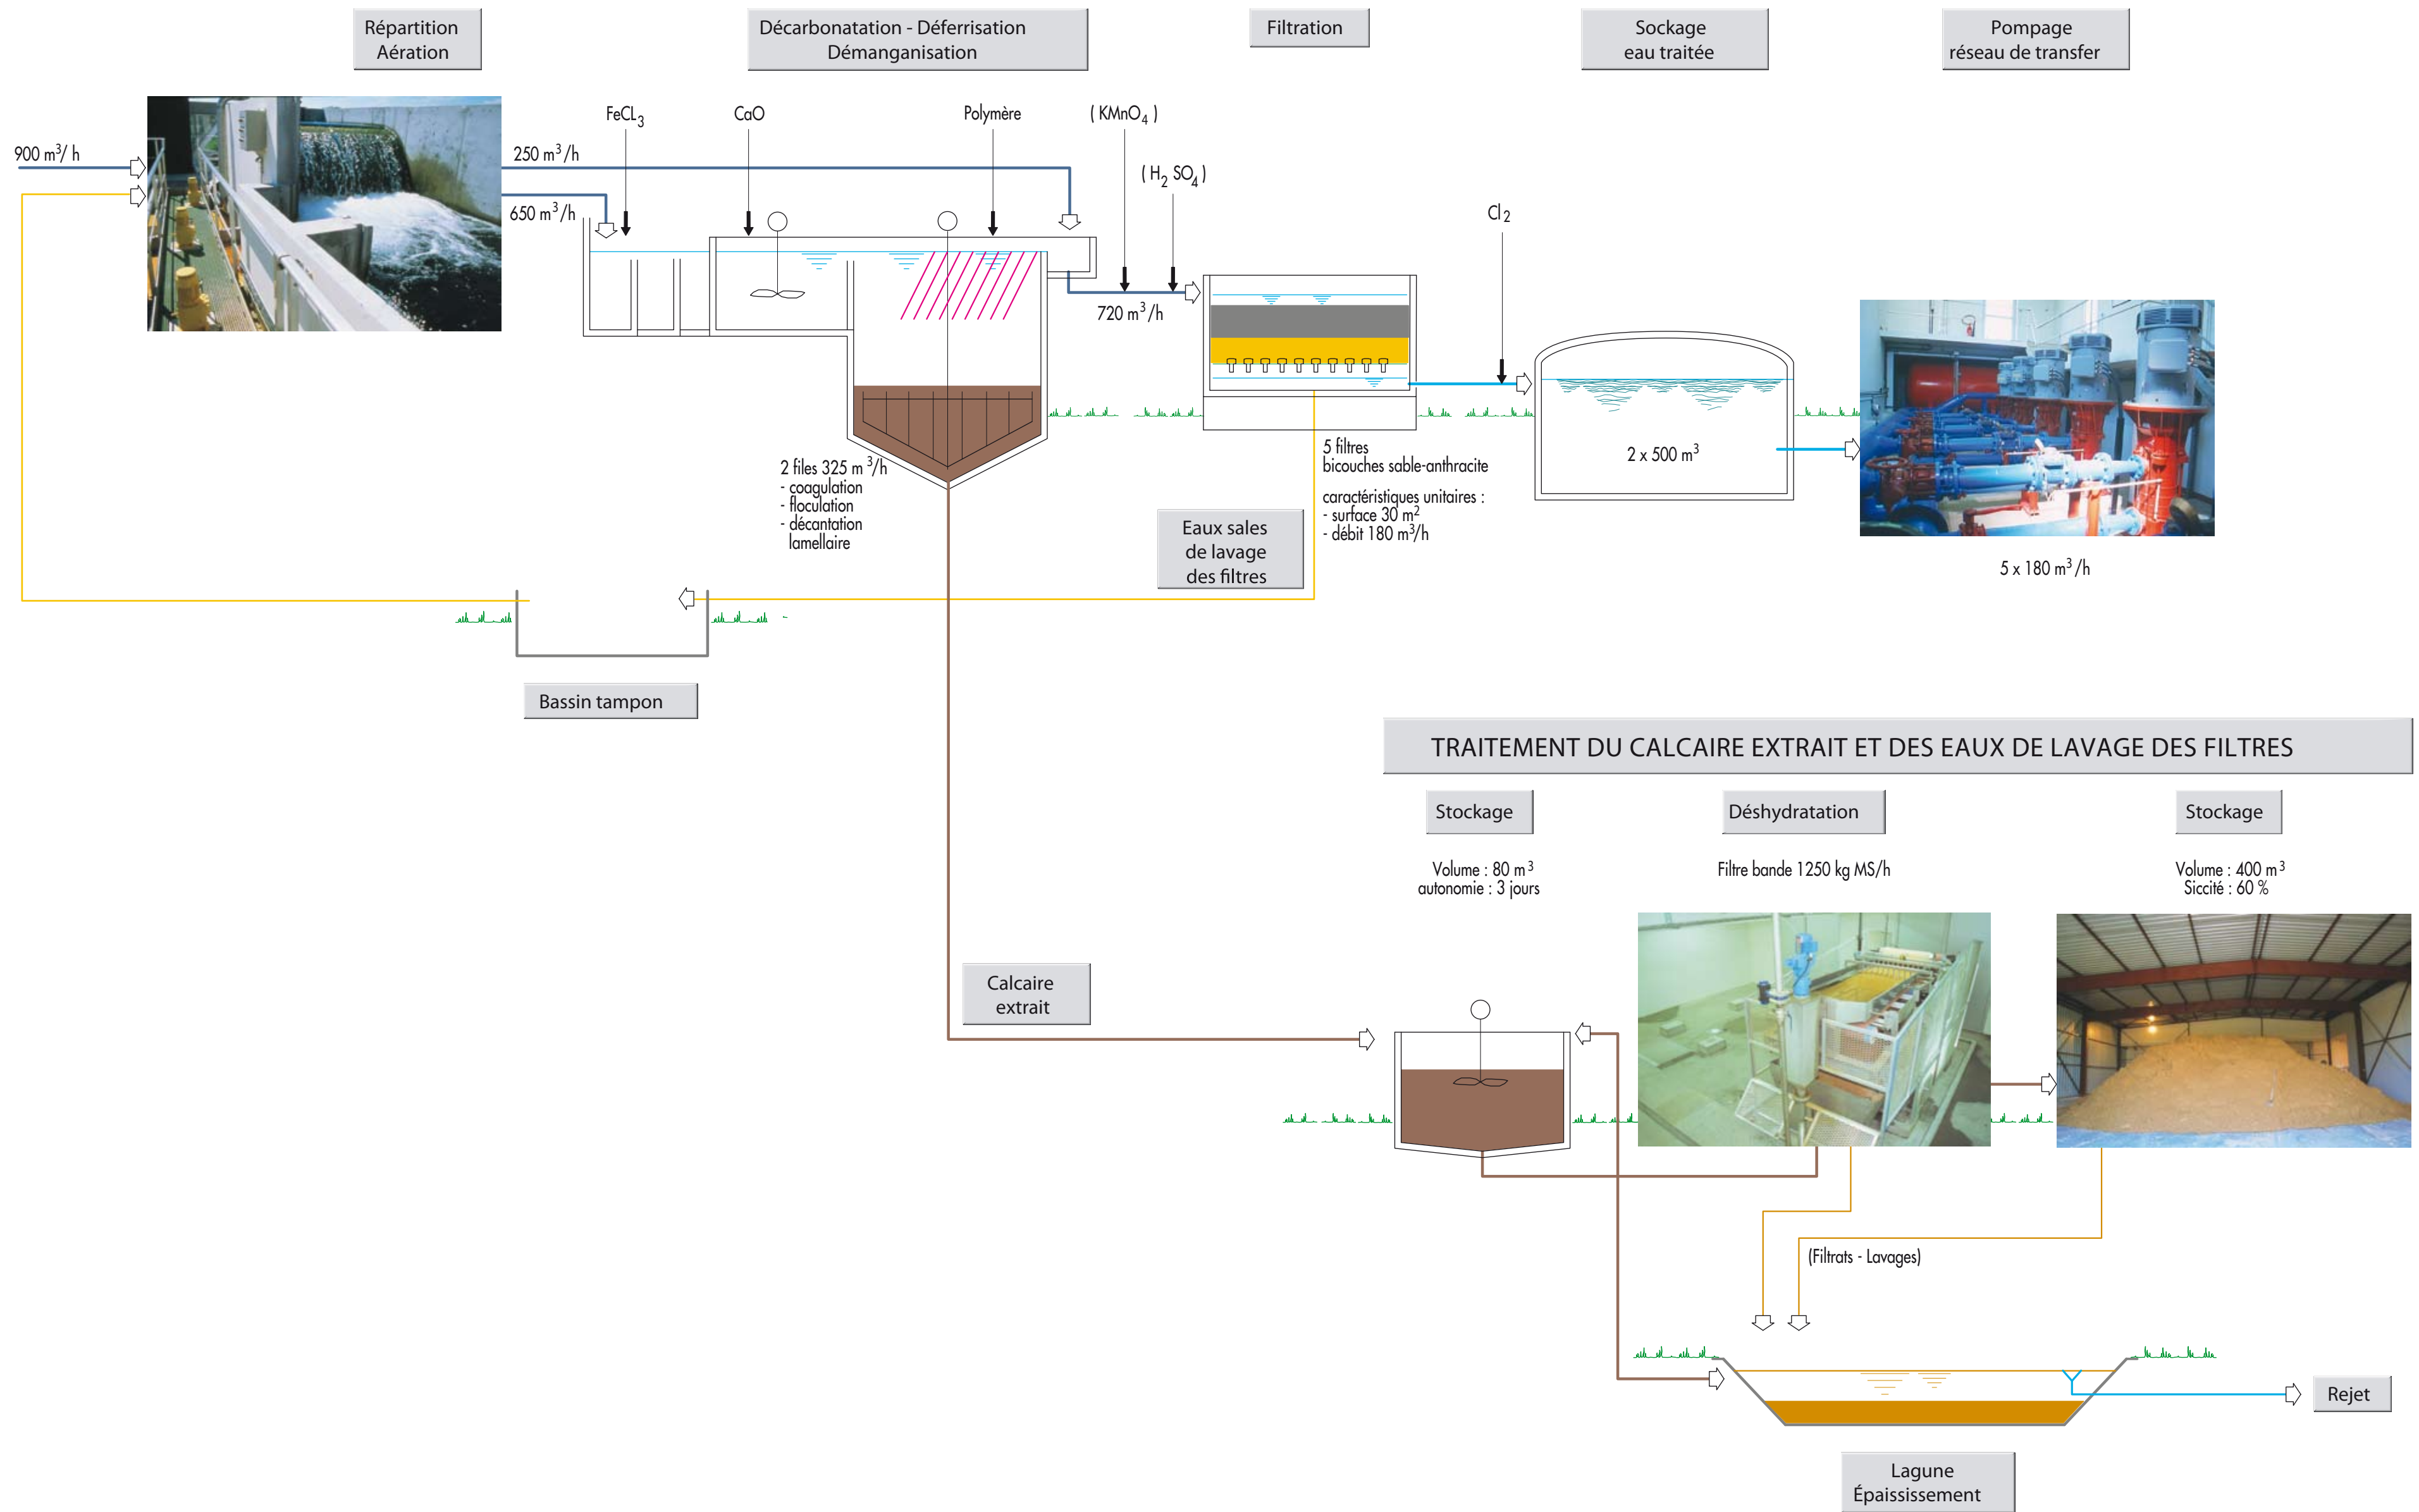 Répartition
Aération
Décarbonatation - Déferrisation
Démanganisation
Filtration
Sockage
eau traitée
Pompage
réseau de transfer
900 m³/ h
250 m³/h
650 m³/h
FeCL₃
CaO
Polymère
( KMnO₄ )
( H₂ SO₄ )
720 m³/h
Cl₂
2 files 325 m³/h
- coagulation
- floculation
- décantation
lamellaire
5 filtres
bicouches sable-anthracite
caractéristiques unitaires :
- surface 30 m²
- débit 180 m³/h
2 x 500 m³
5 x 180 m³/h
Eaux sales
de lavage
des filtres
Bassin tampon
TRAITEMENT DU CALCAIRE EXTRAIT ET DES EAUX DE LAVAGE DES FILTRES
Stockage
Volume : 80 m³
autonomie : 3 jours
Déshydratation
Filtre bande 1250 kg MS/h
Stockage
Volume : 400 m³
Siccité : 60 %
Calcaire
extrait
(Filtrats - Lavages)
Rejet
Lagune
Épaississement